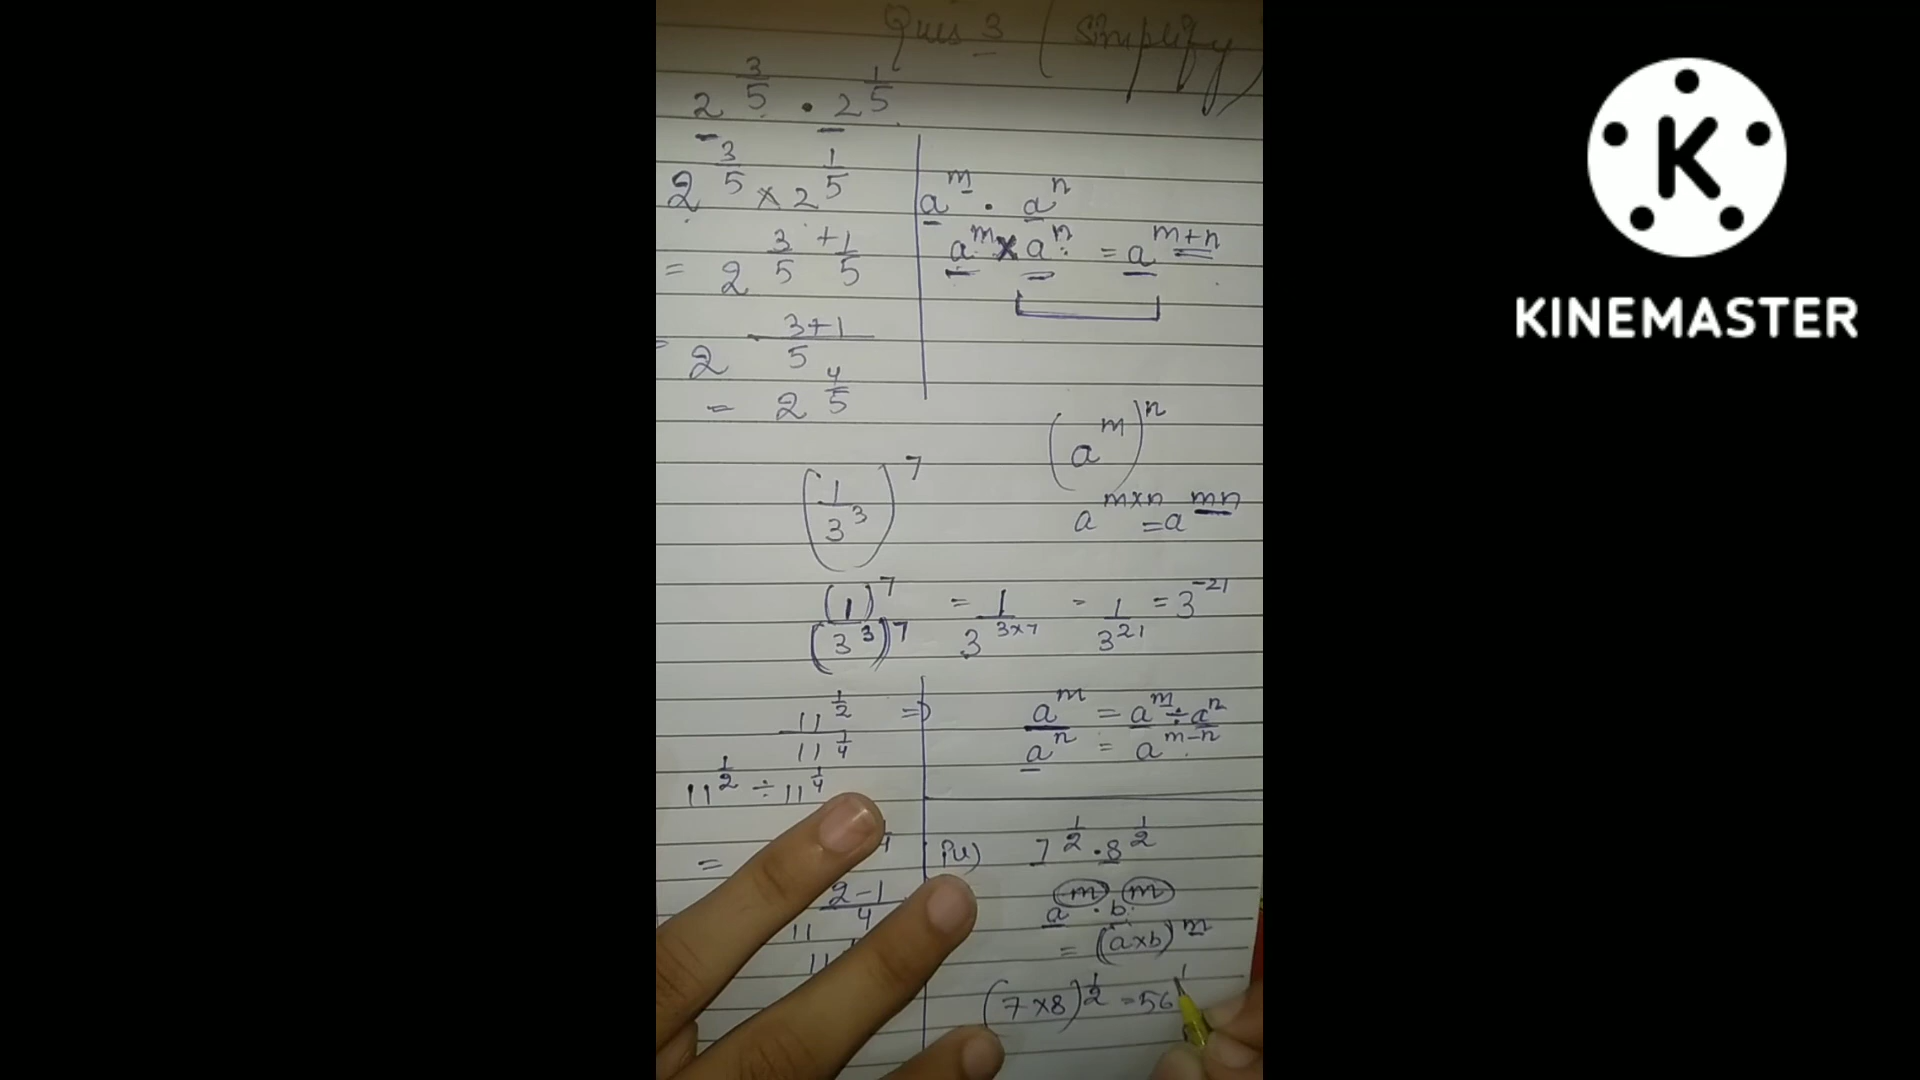 Ques 3 (Simplify)
2^(3/5) . 2^(1/5)
2^(3/5) × 2^(1/5)
= 2^(3/5 + 1/5)
2^((3+1)/5)
= 2^(4/5)
a^m . a^n
a^m × a^n = a^(m+n)
(a^m)^n
a^(m×n) = a^(mn)
(1/3^3)^7
(1)^7/(3^3)^7 = 1/3^(3×7) = 1/3^21 = 3^-21
11^(1/2)/11^(1/4) =
11^(1/2) ÷ 11^(1/4)
=
11^((2-1)/4)
11
a^m/a^n = a^m ÷ a^n
= a^(m-n)
iv) 7^(1/2) . 8^(1/2)
a^m . b^m
= (a×b)^m
(7×8)^(1/2) = 56
KINEMASTER